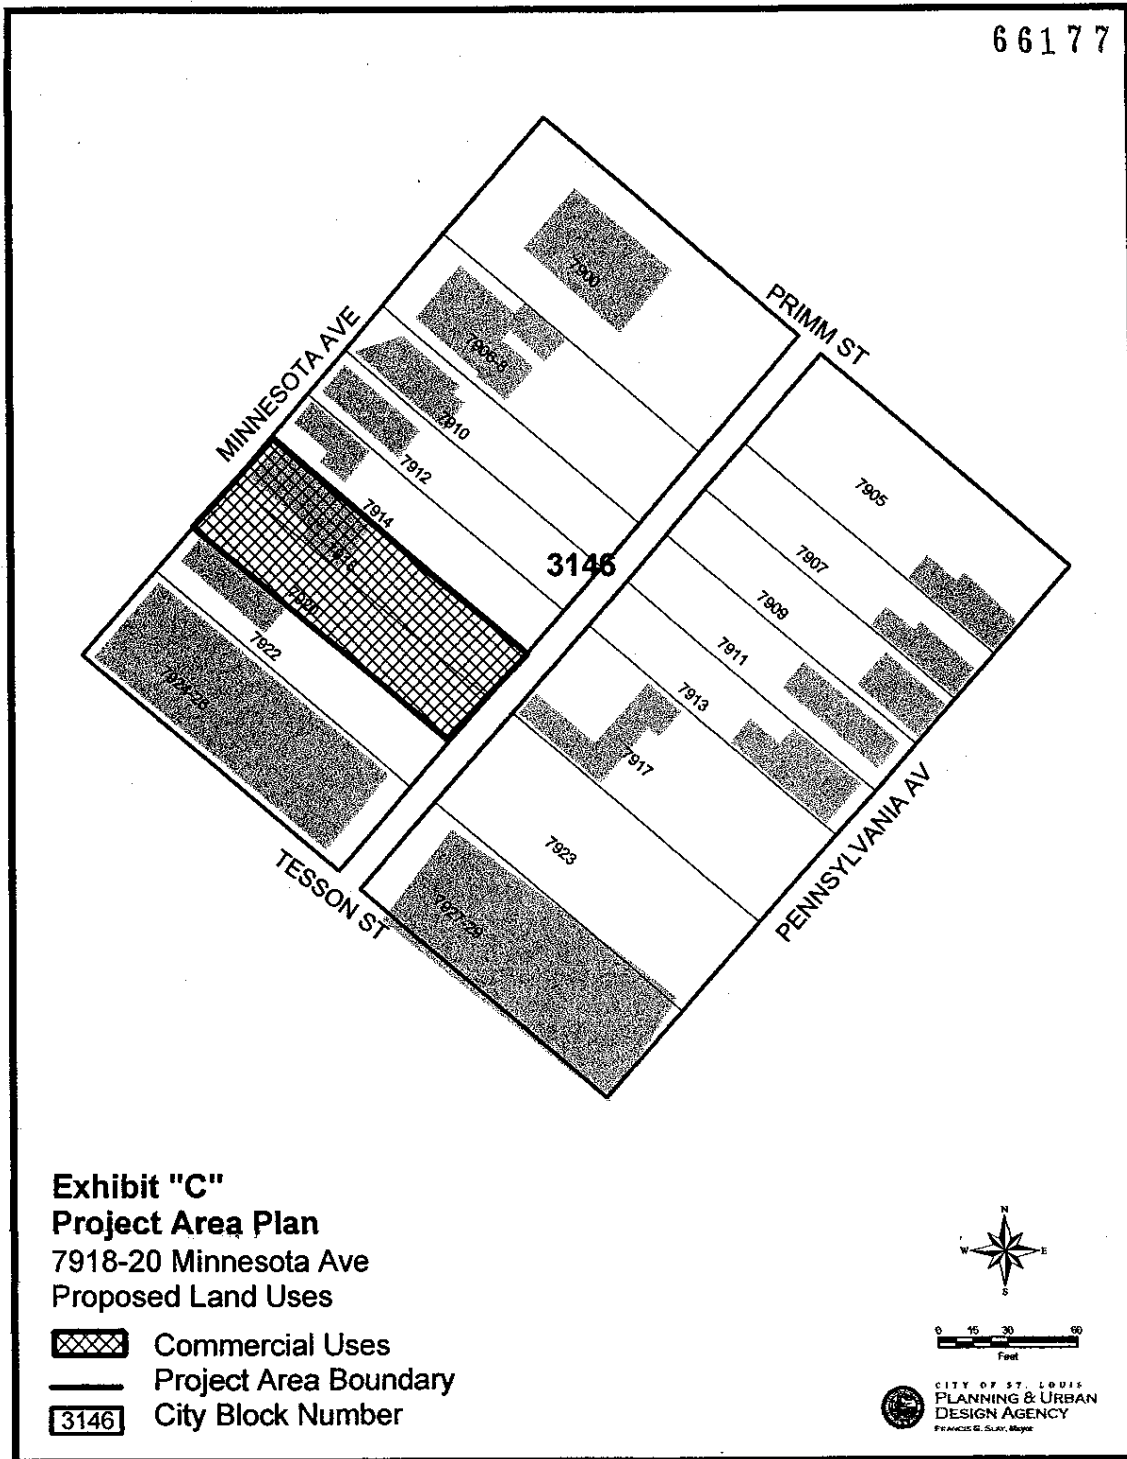 66177
PRIMM ST
MINNESOTA AVE
7900
7906-8
7910
7912
7914
7918
7920
7922
7924-26
3146
7905
7907
7909
7911
7913
7917
7923
7927-29
TESSON ST
PENNSYLVANIA AV
Exhibit "C"
Project Area Plan
7918-20 Minnesota Ave
Proposed Land Uses
Commercial Uses
Project Area Boundary
3146 City Block Number
N
W E
S
0 15 30 60
Feet
CITY OF ST. LOUIS
PLANNING & URBAN
DESIGN AGENCY
FRANCIS G. SLAY, Mayor